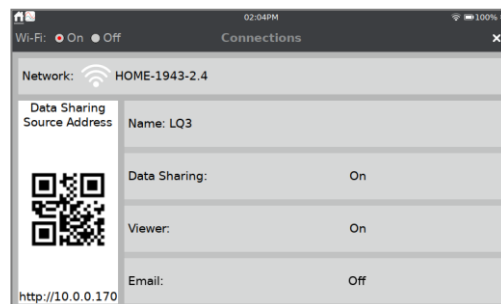 02:04PM
100%
Wi-Fi: On Off
Connections
x
Network: HOME-1943-2.4
Data Sharing
Source Address
Name: LQ3
Data Sharing: On
Viewer: On
Email: Off
http://10.0.0.170